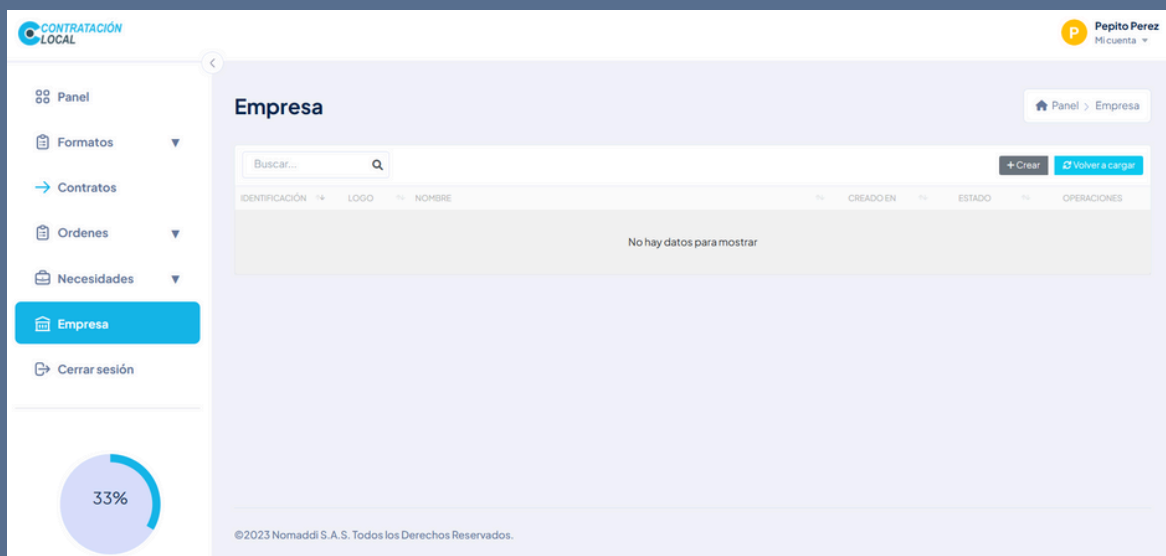 CONTRATACIÓN
LOCAL
P
Pepito Perez
Mi cuenta
Panel
Formatos
Contratos
Ordenes
Necesidades
Empresa
Cerrar sesión
33%
Empresa
Panel > Empresa
Buscar...
+ Crear
Volver a cargar
IDENTIFICACIÓN LOGO NOMBRE CREADO EN ESTADO OPERACIONES
No hay datos para mostrar
©2023 Nomaddi S.A.S. Todos los Derechos Reservados.